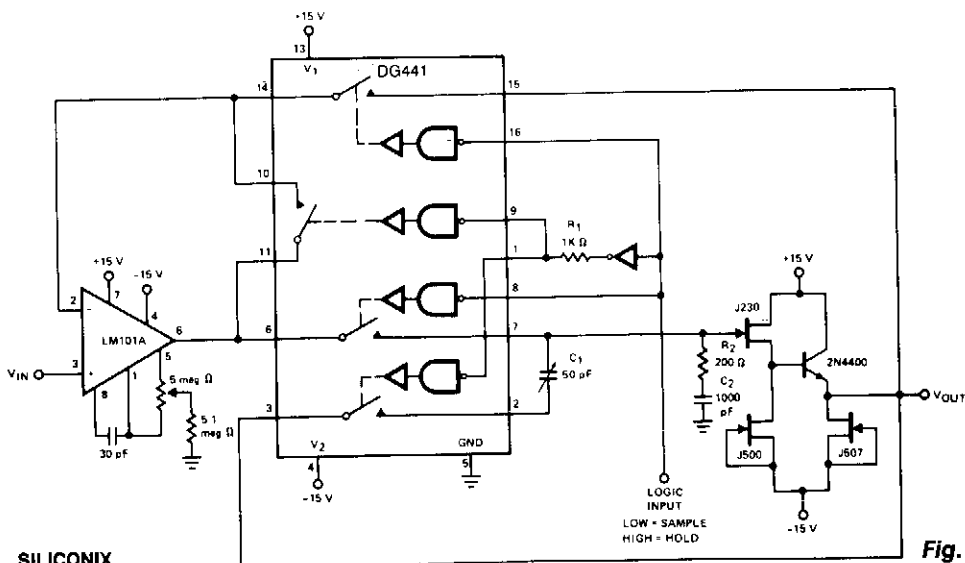 +15 V
13
V1
DG441
14
15
16
10
9
R1
1K Ω
1
11
+15 V
-15 V
2
7
4
8
-
LM101A
6
6
7
J230
+15 V
5
VIN
3
+
R2
200 Ω
2N4400
8
1
5 meg Ω
C1
50 pF
C2
1000
pF
3
2
VOUT
5 1
meg Ω
30 pF
V2
GND
J500
J507
4
5
-15 V
LOGIC
INPUT
LOW = SAMPLE
HIGH = HOLD
-15 V
SILICONIX
Fig.